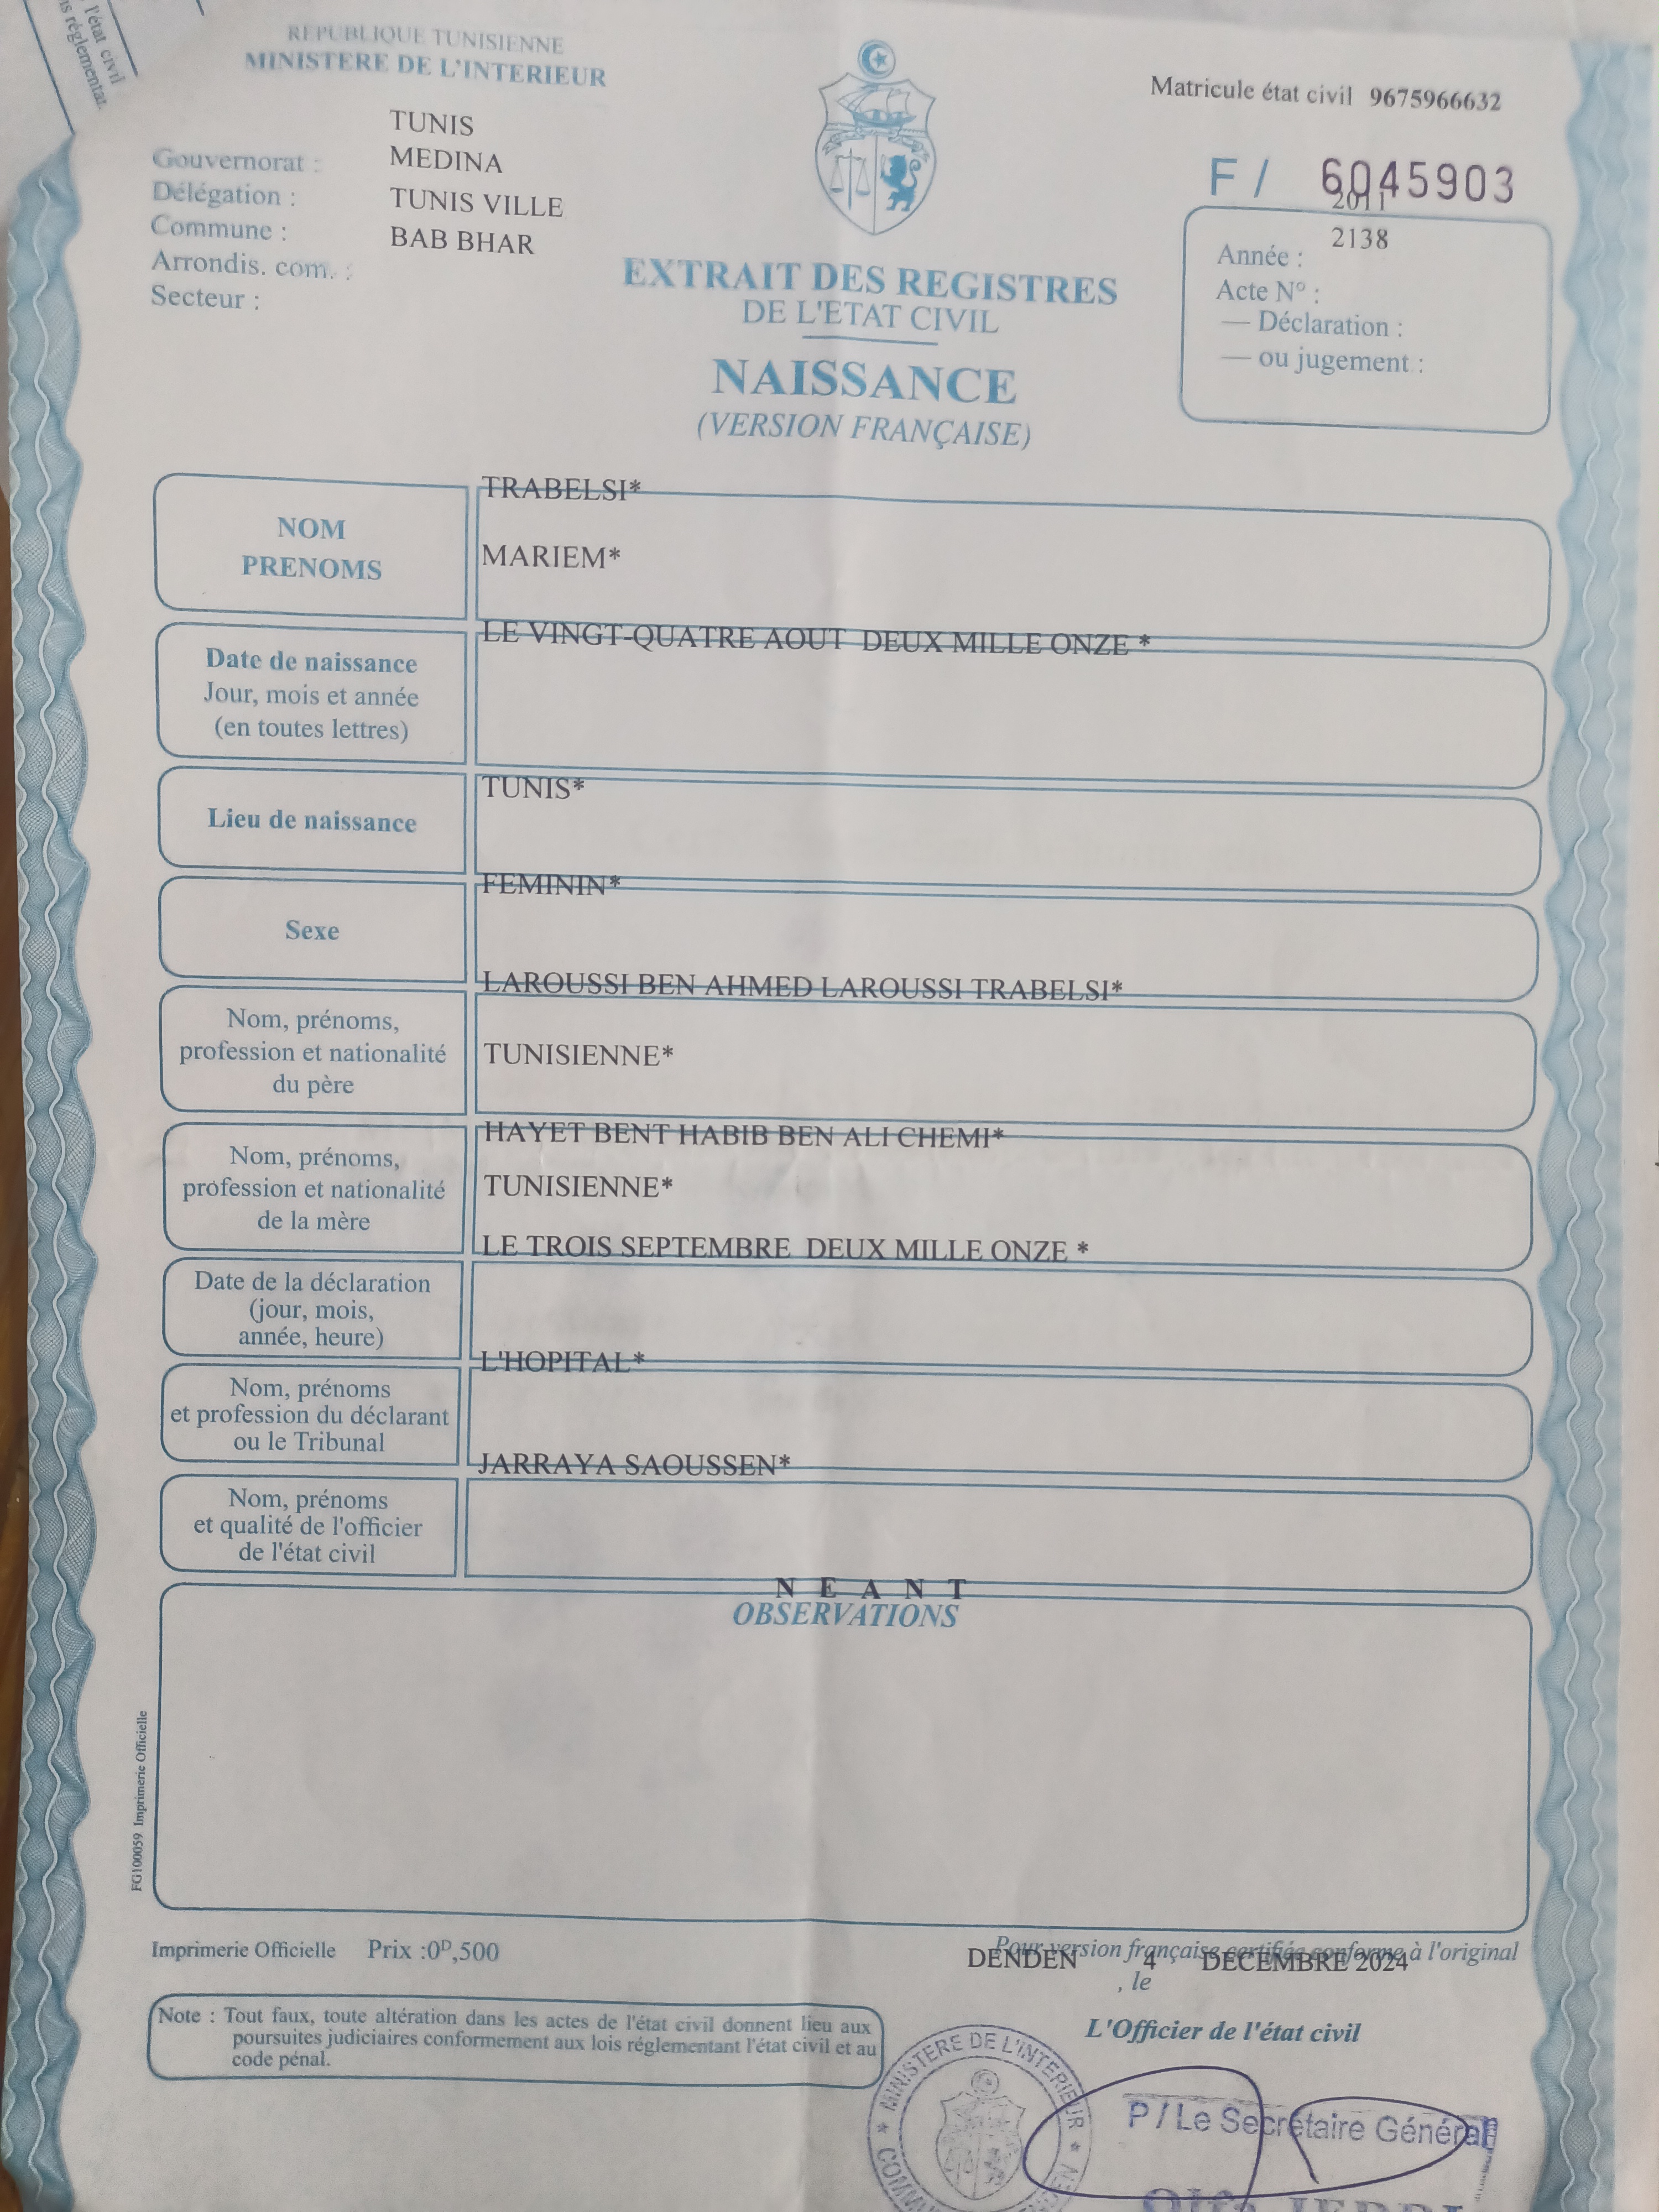 l'état civil
is réglementat
REPUBLIQUE TUNISIENNE
MINISTERE DE L'INTERIEUR
Matricule état civil 9675966632
F / 6045903
Gouvernorat : TUNIS
Délégation : MEDINA
Commune : TUNIS VILLE
Arrondis. com. : BAB BHAR
Secteur :
2011
Année : 2138
Acte N° :
— Déclaration :
— ou jugement :
EXTRAIT DES REGISTRES
DE L'ETAT CIVIL
NAISSANCE
(VERSION FRANÇAISE)
TRABELSI*
NOM
PRENOMS
MARIEM*
LE VINGT-QUATRE AOUT DEUX MILLE ONZE *
Date de naissance
Jour, mois et année
(en toutes lettres)
TUNIS*
Lieu de naissance
FEMININ*
Sexe
LAROUSSI BEN AHMED LAROUSSI TRABELSI*
Nom, prénoms,
profession et nationalité
du père
TUNISIENNE*
HAYET BENT HABIB BEN ALI CHEMI*
Nom, prénoms,
profession et nationalité
de la mère
TUNISIENNE*
LE TROIS SEPTEMBRE DEUX MILLE ONZE *
Date de la déclaration
(jour, mois,
année, heure)
L'HOPITAL*
Nom, prénoms
et profession du déclarant
ou le Tribunal
JARRAYA SAOUSSEN*
Nom, prénoms
et qualité de l'officier
de l'état civil
N E A N T
OBSERVATIONS
FG100059 Imprimerie Officielle
Imprimerie Officielle Prix :0D,500
Pour version française certifiée conforme à l'original
DENDEN 4 DECEMBRE 2024
, le
Note : Tout faux, toute altération dans les actes de l'état civil donnent lieu aux
poursuites judiciaires conformement aux lois réglementant l'état civil et au
code pénal.
L'Officier de l'état civil
* MINISTERE DE L'INTERIEUR *
P / Le Secrétaire Général